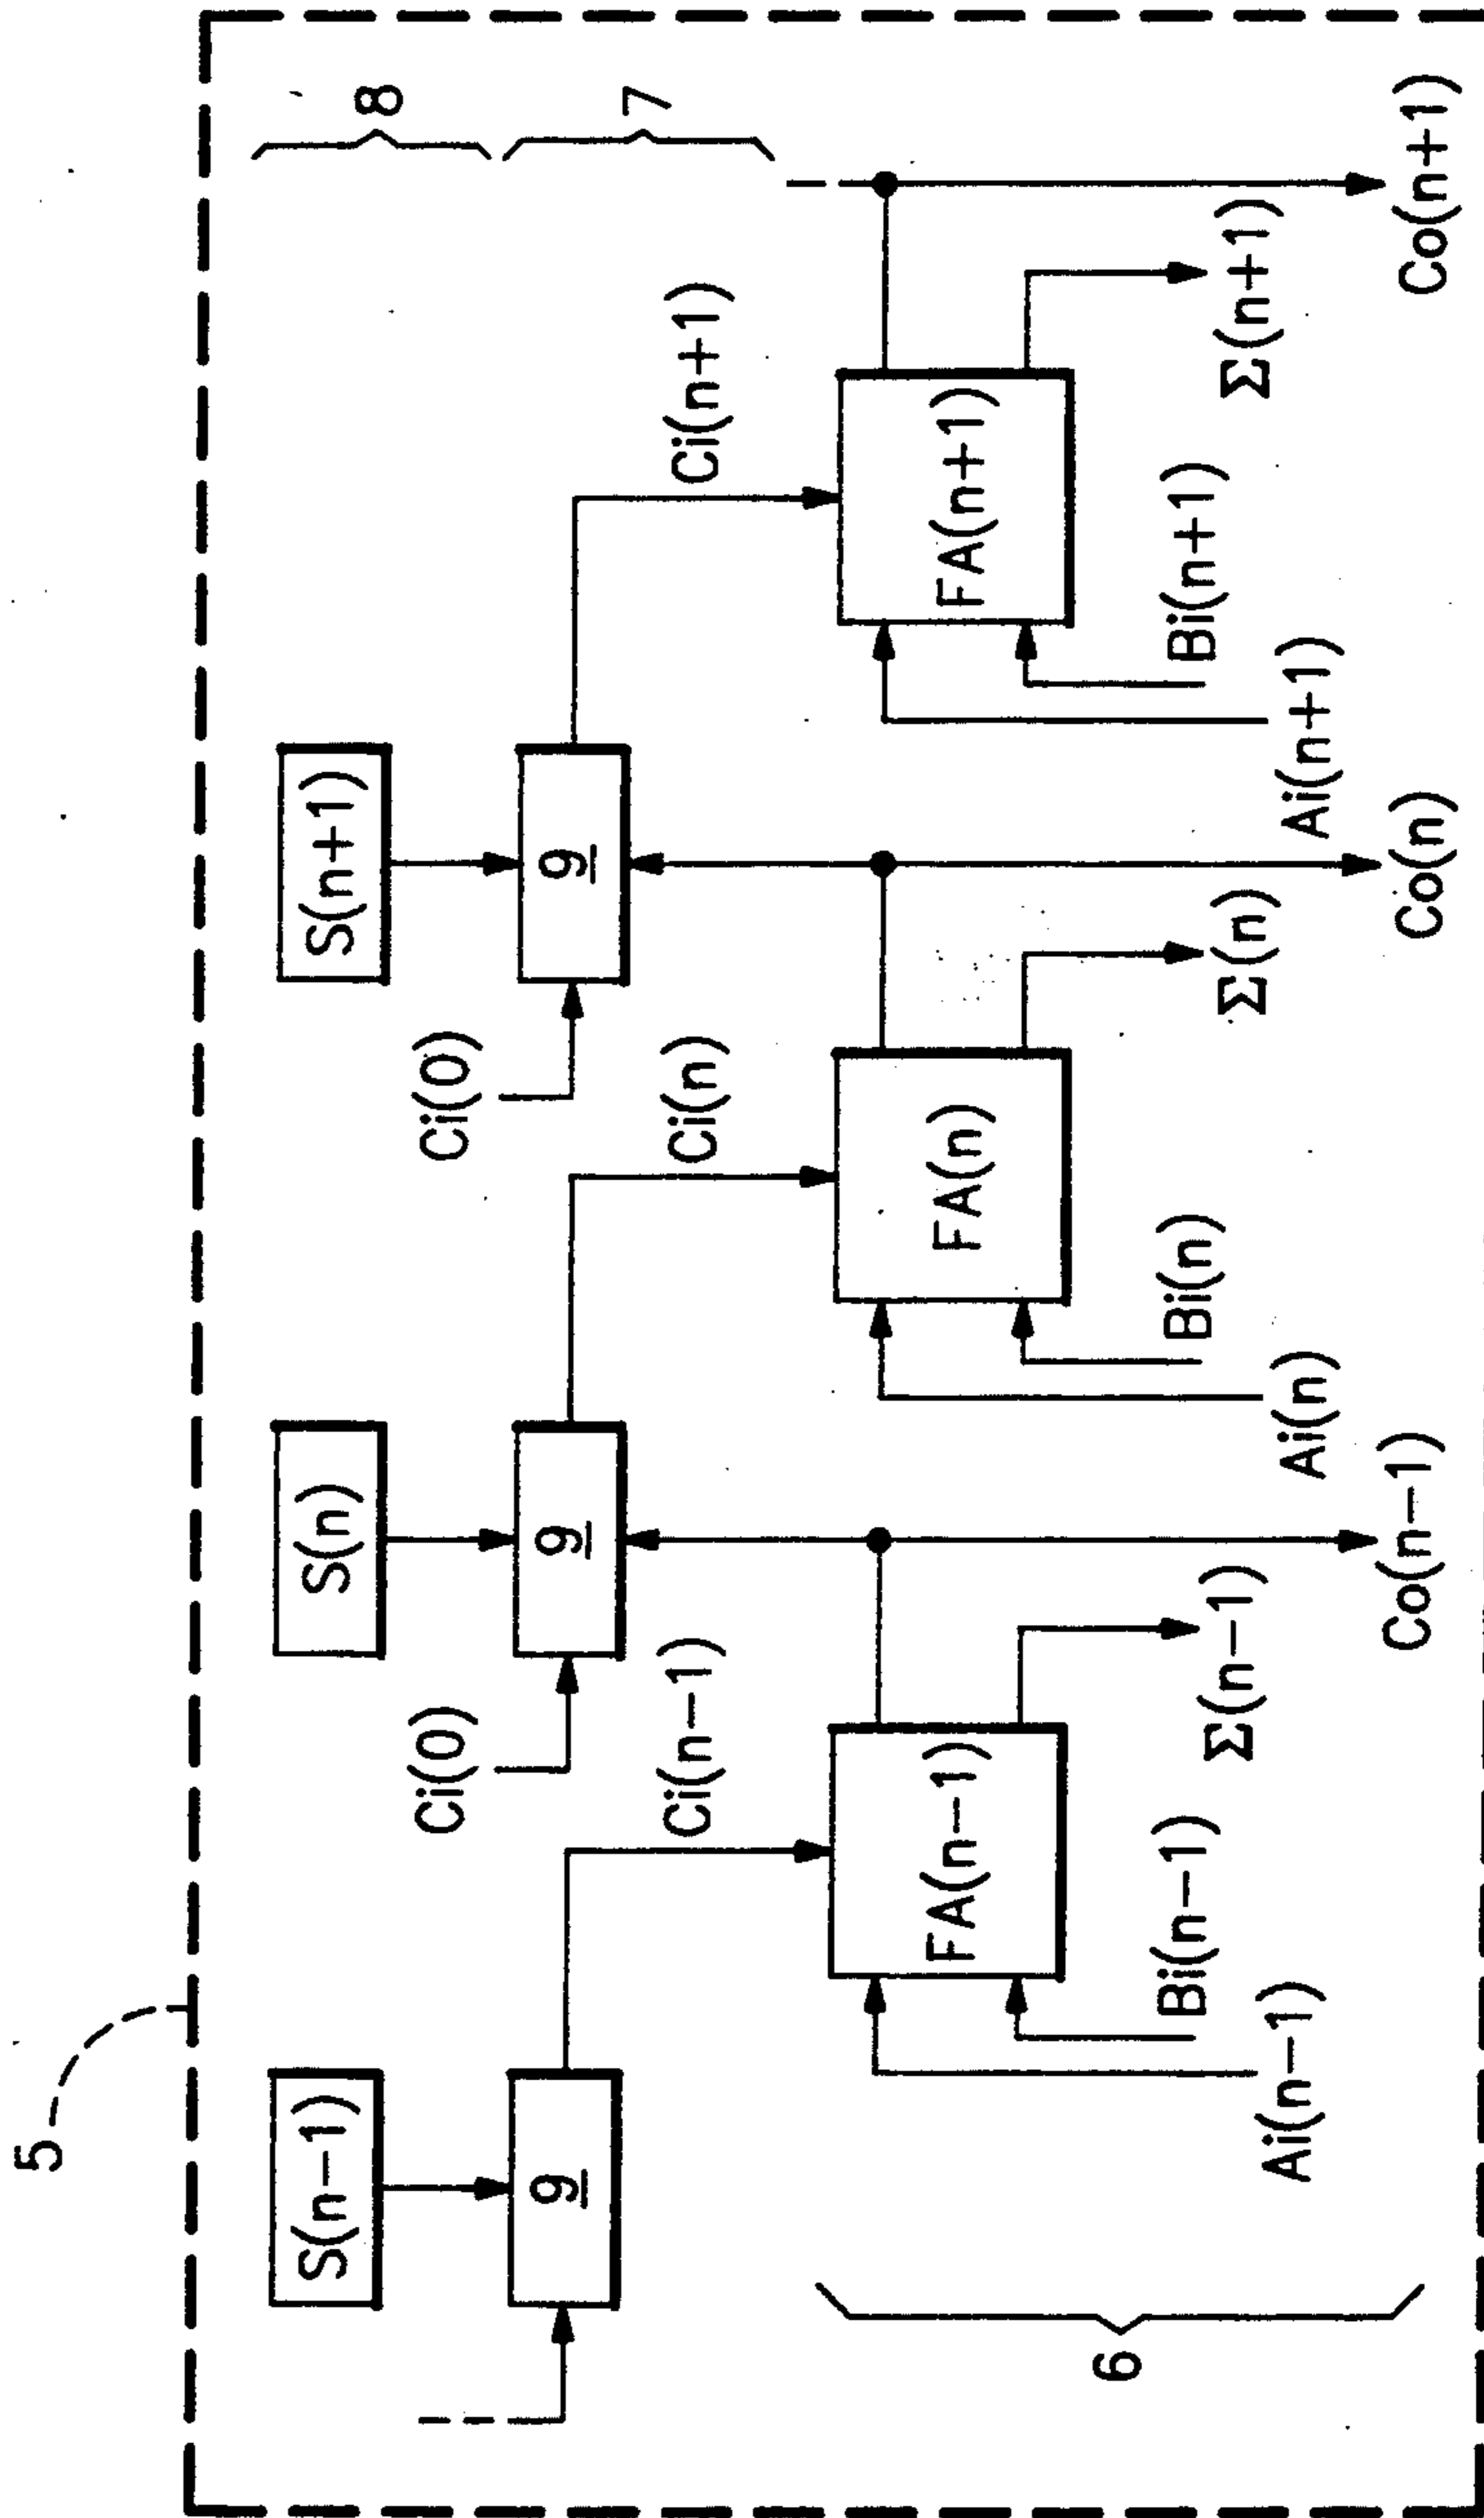 5
8
7
6
S(n-1)
S(n)
S(n+1)
Ci(0)
Ci(0)
9
9
9
Ci(n-1)
Ci(n)
Ci(n+1)
FA(n-1)
FA(n)
FA(n+1)
Bi(n-1)
Σ(n-1)
Bi(n)
Σ(n)
Bi(n+1)
Σ(n+1)
Ai(n-1)
Co(n-1)
Ai(n)
Co(n)
Ai(n+1)
Co(n+1)